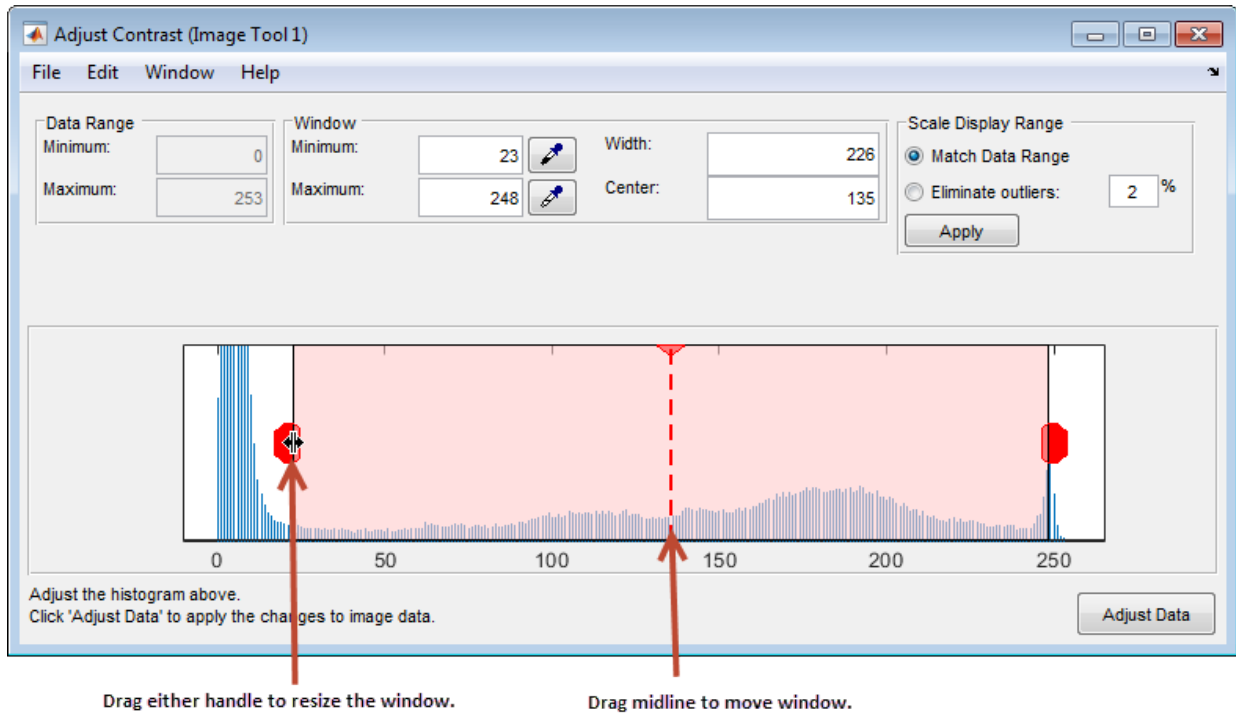 Adjust Contrast (Image Tool 1)
File Edit Window Help
Data Range
Minimum: 0
Maximum: 253
Window
Minimum: 23
Maximum: 248
Width: 226
Center: 135
Scale Display Range
Match Data Range
Eliminate outliers: 2 %
Apply
0 50 100 150 200 250
Adjust the histogram above.
Click 'Adjust Data' to apply the changes to image data.
Adjust Data
Drag either handle to resize the window.
Drag midline to move window.